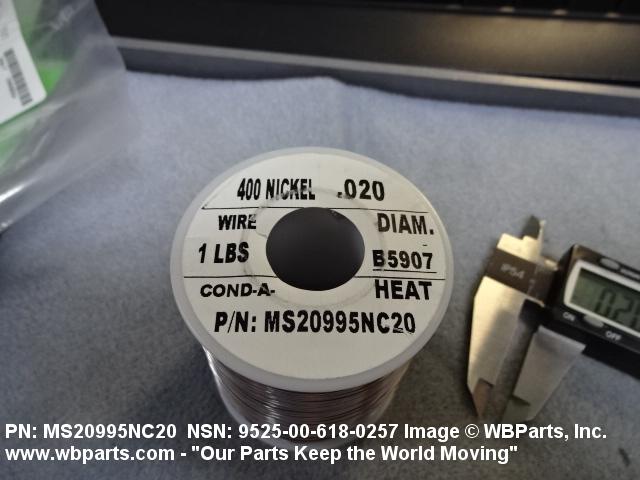 400 NICKEL .020
WIRE DIAM.
1 LBS B5907
COND-A- HEAT
P/N: MS20995NC20
IP54
PN: MS20995NC20 NSN: 9525-00-618-0257 Image © WBParts, Inc.
www.wbparts.com - "Our Parts Keep the World Moving"